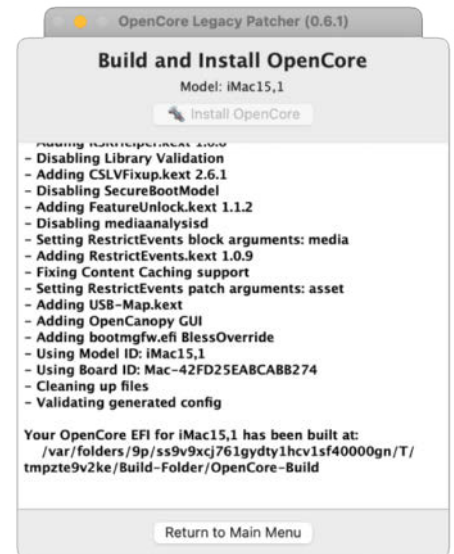 OpenCore Legacy Patcher (0.6.1)
Build and Install OpenCore
Model: iMac15,1
Install OpenCore
- Adding
- Disabling Library Validation
- Adding CSLVFixup.kext 2.6.1
- Disabling SecureBootModel
- Adding FeatureUnlock.kext 1.1.2
- Disabling mediaanalysisd
- Setting RestrictEvents block arguments: media
- Adding RestrictEvents.kext 1.0.9
- Fixing Content Caching support
- Setting RestrictEvents patch arguments: asset
- Adding USB-Map.kext
- Adding OpenCanopy GUI
- Adding bootmgfw.efi BlessOverride
- Using Model ID: iMac15,1
- Using Board ID: Mac-42FD25EABCABB274
- Cleaning up files
- Validating generated config
Your OpenCore EFI for iMac15,1 has been built at:
/var/folders/9p/ss9v9xcj761gydty1hcv1sf40000gn/T/
tmpzte9v2ke/Build-Folder/OpenCore-Build
Return to Main Menu